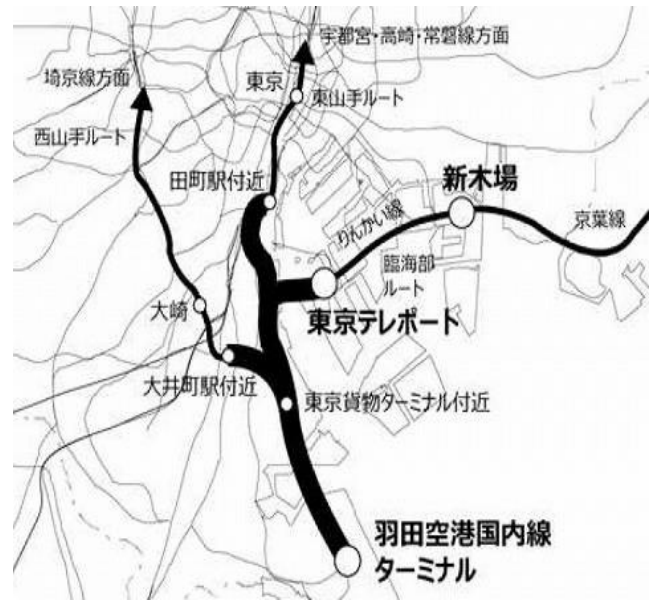 宇都宮・高崎・常磐線方面
埼京線方面
東京
東山手ルート
西山手ルート
田町駅付近
新木場
りんかい線
京葉線
臨海部
ルート
大崎
東京テレポート
大井町駅付近
東京貨物ターミナル付近
羽田空港国内線
ターミナル